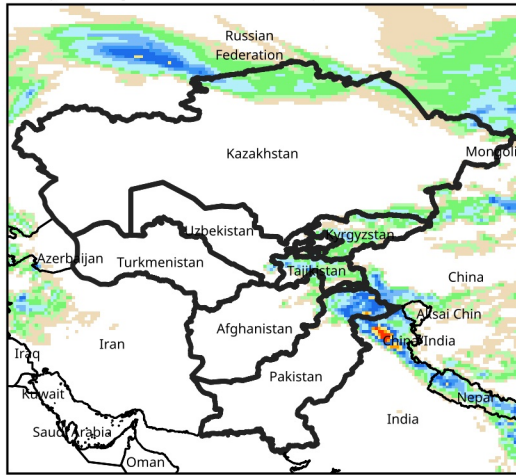 Russian
Federation
Kazakhstan
Mongoli
Uzbekistan
Kyrgyzstan
Azerbaijan
Turkmenistan
Tajikistan
China
Aksai Chin
Afghanistan
China/India
Iran
Iraq
Pakistan
Kuwait
Nepal
India
Saudi Arabia
Oman